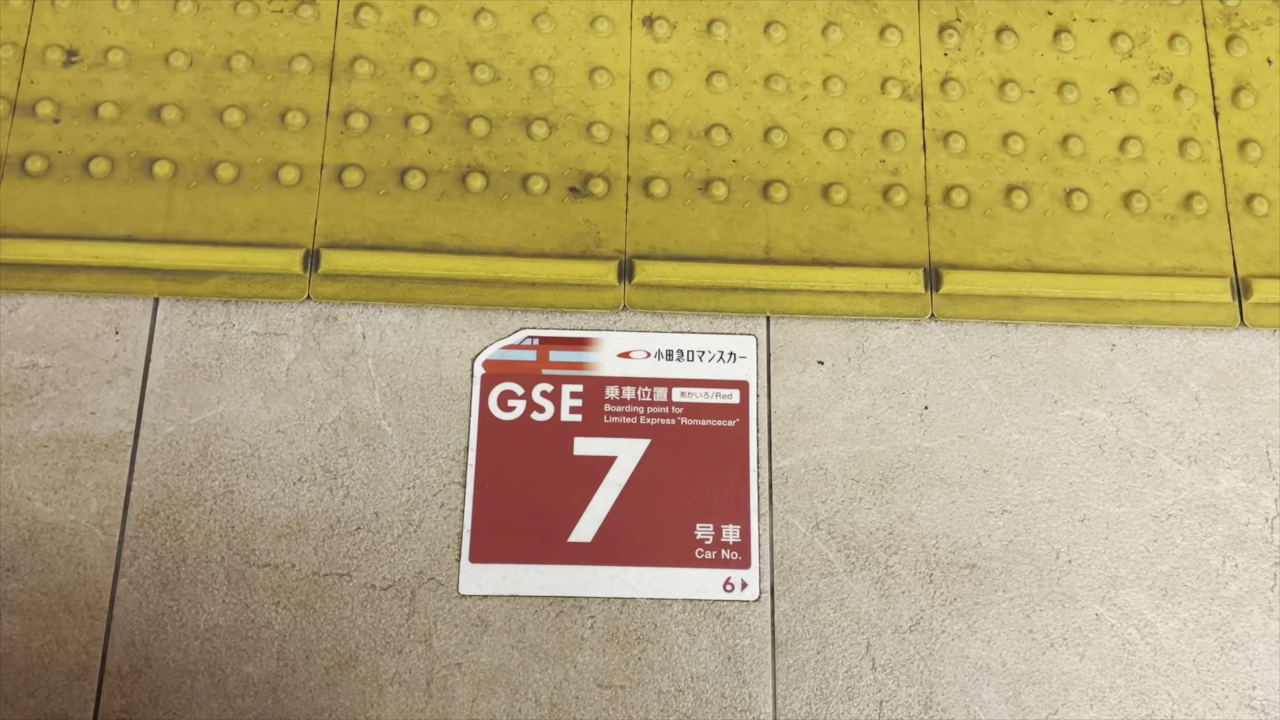 小田急ロマンスカー
GSE
乗車位置 あかいろ/Red
Boarding point for
Limited Express "Romancecar"
7
号車
Car No.
6